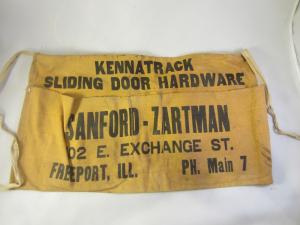 KENNATRACK
SLIDING DOOR HARDWARE
SANFORD-ZARTMAN
02 E. EXCHANGE ST.
FREEPORT, ILL. PH. Main 7